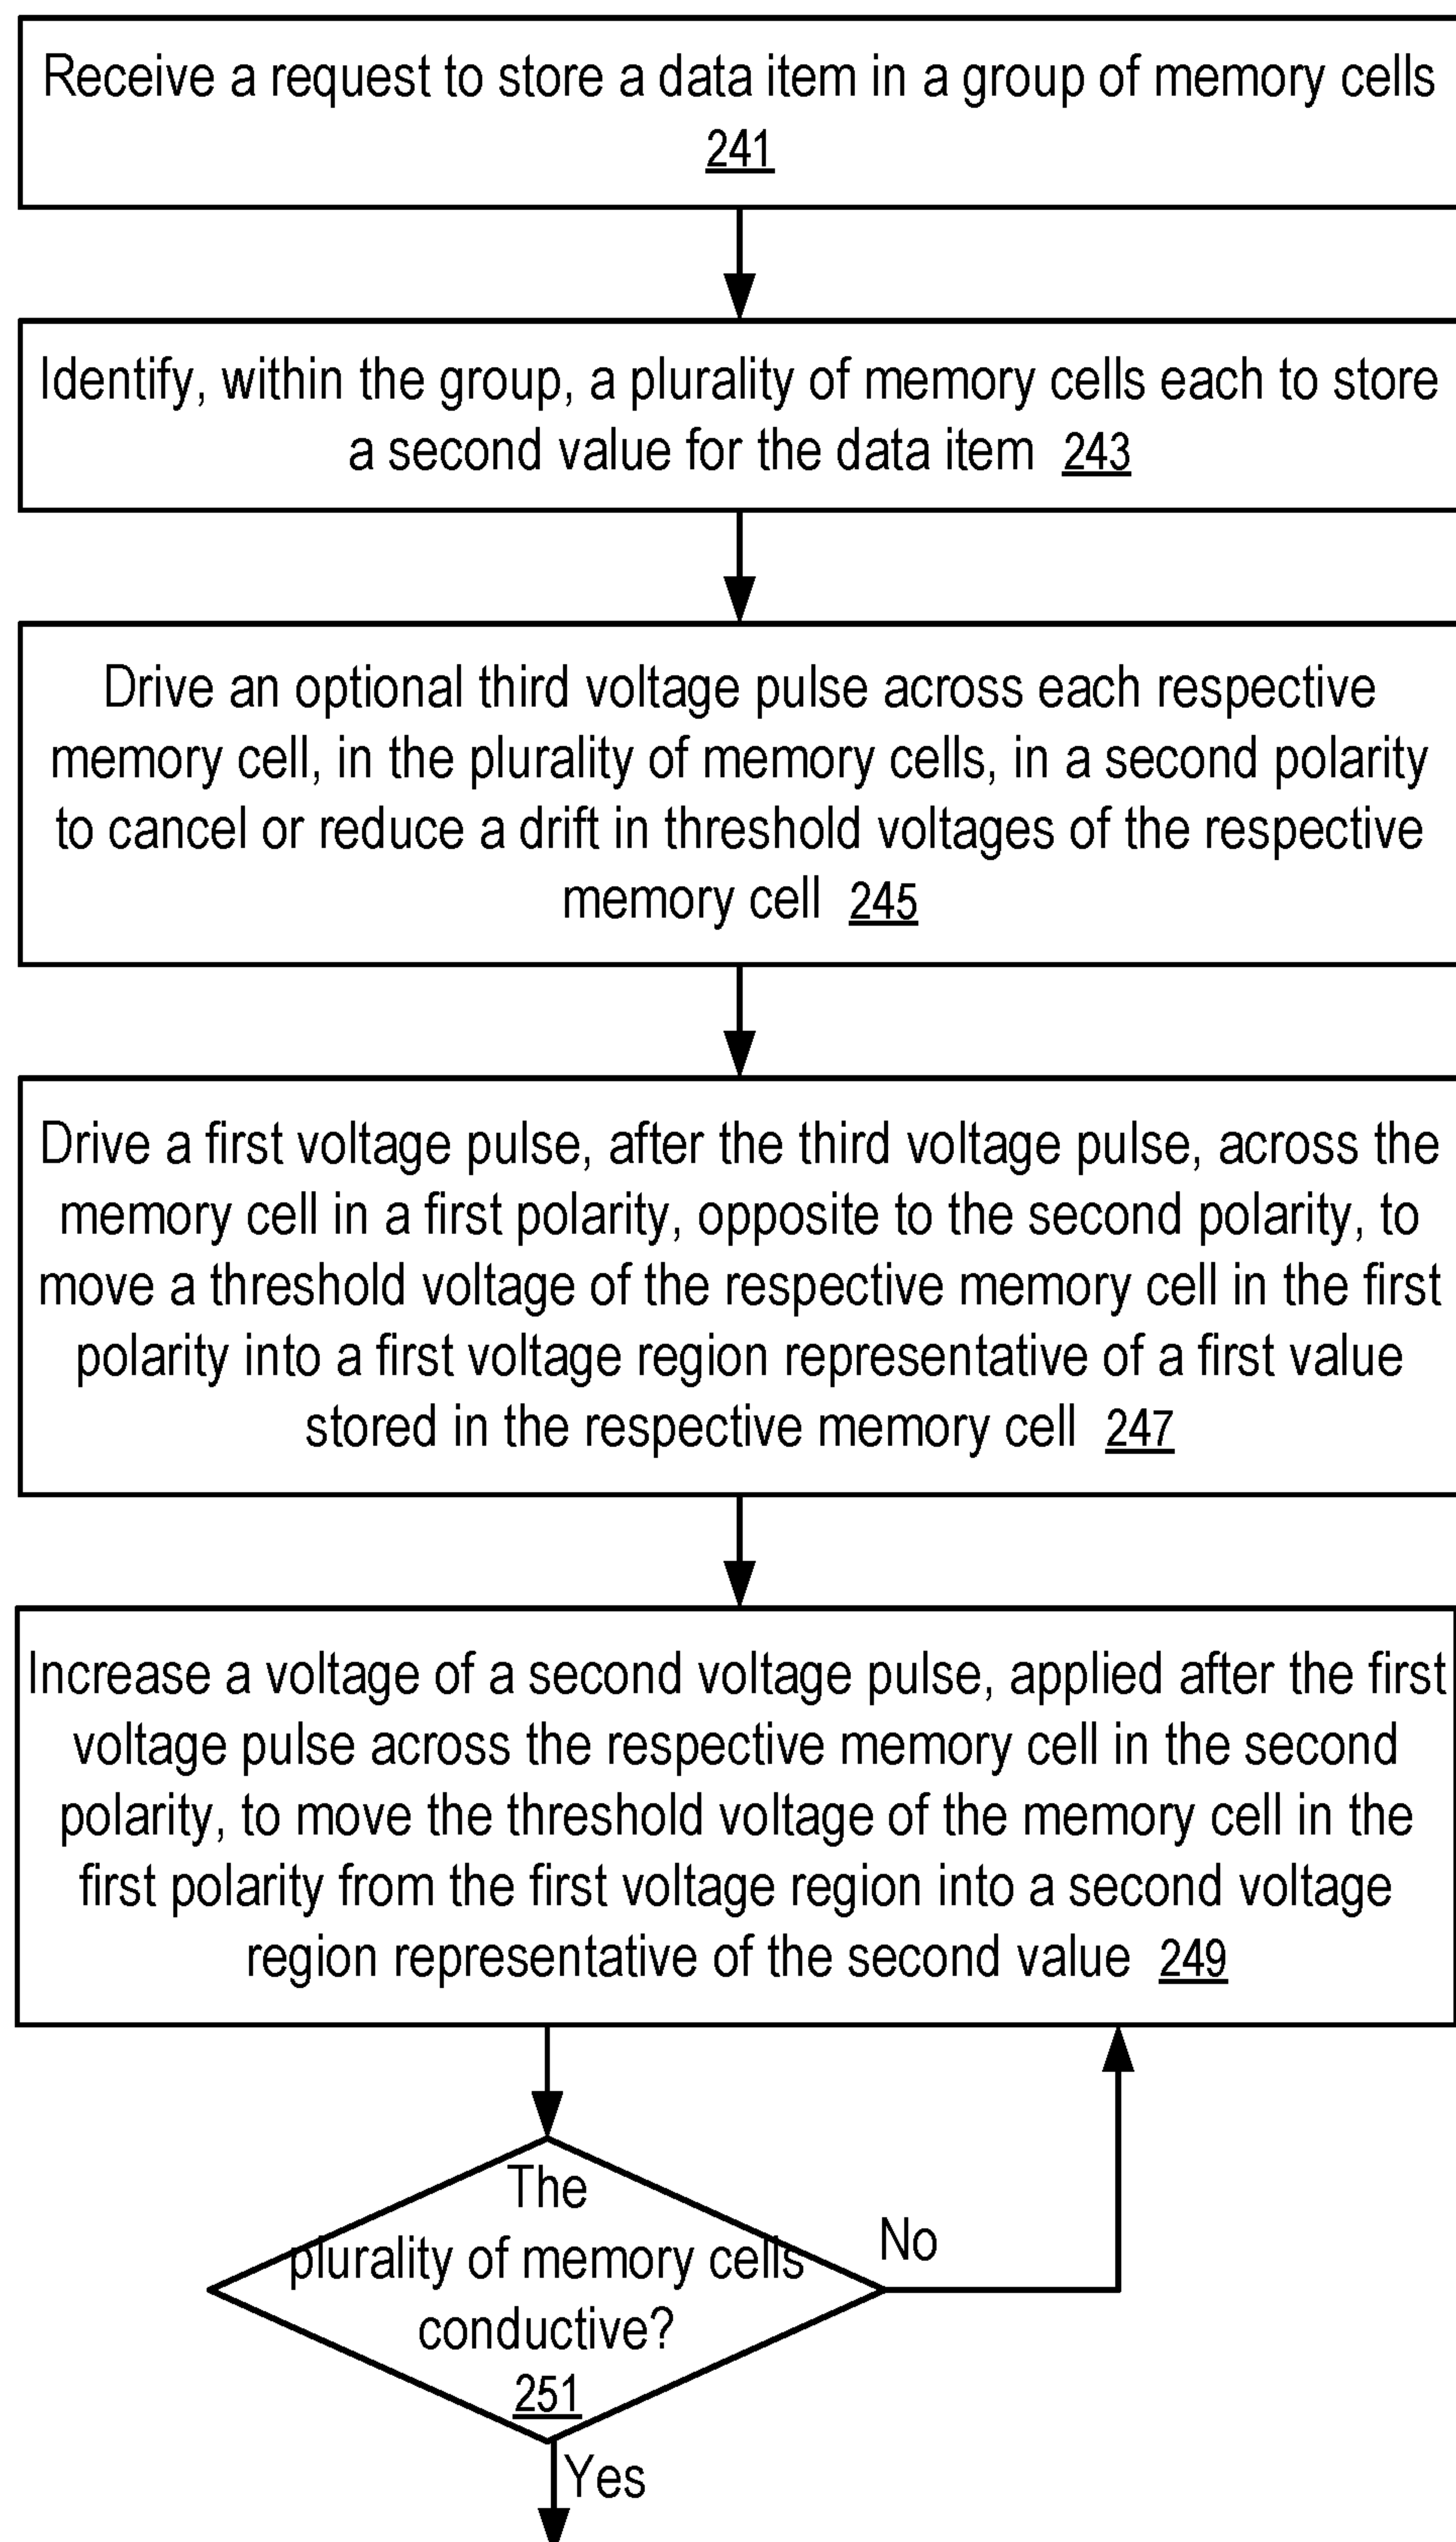 Receive a request to store a data item in a group of memory cells
241
Identify, within the group, a plurality of memory cells each to store
a second value for the data item 243
Drive an optional third voltage pulse across each respective
memory cell, in the plurality of memory cells, in a second polarity
to cancel or reduce a drift in threshold voltages of the respective
memory cell 245
Drive a first voltage pulse, after the third voltage pulse, across the
memory cell in a first polarity, opposite to the second polarity, to
move a threshold voltage of the respective memory cell in the first
polarity into a first voltage region representative of a first value
stored in the respective memory cell 247
Increase a voltage of a second voltage pulse, applied after the first
voltage pulse across the respective memory cell in the second
polarity, to move the threshold voltage of the memory cell in the
first polarity from the first voltage region into a second voltage
region representative of the second value 249
The
plurality of memory cells
conductive?
251
No
Yes